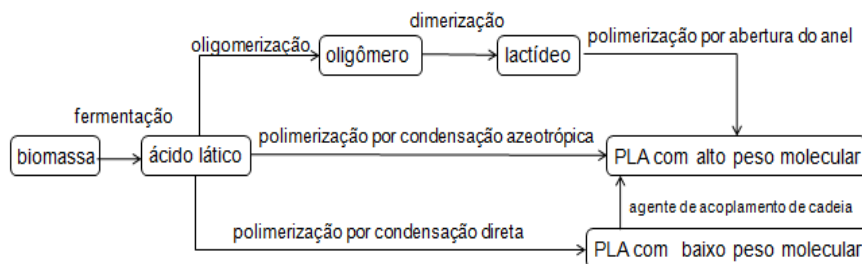 dimerização
oligomerização
oligômero
lactídeo
polimerização por abertura do anel
fermentação
biomassa
ácido lático
polimerização por condensação azeotrópica
PLA com alto peso molecular
agente de acoplamento de cadeia
polimerização por condensação direta
PLA com baixo peso molecular